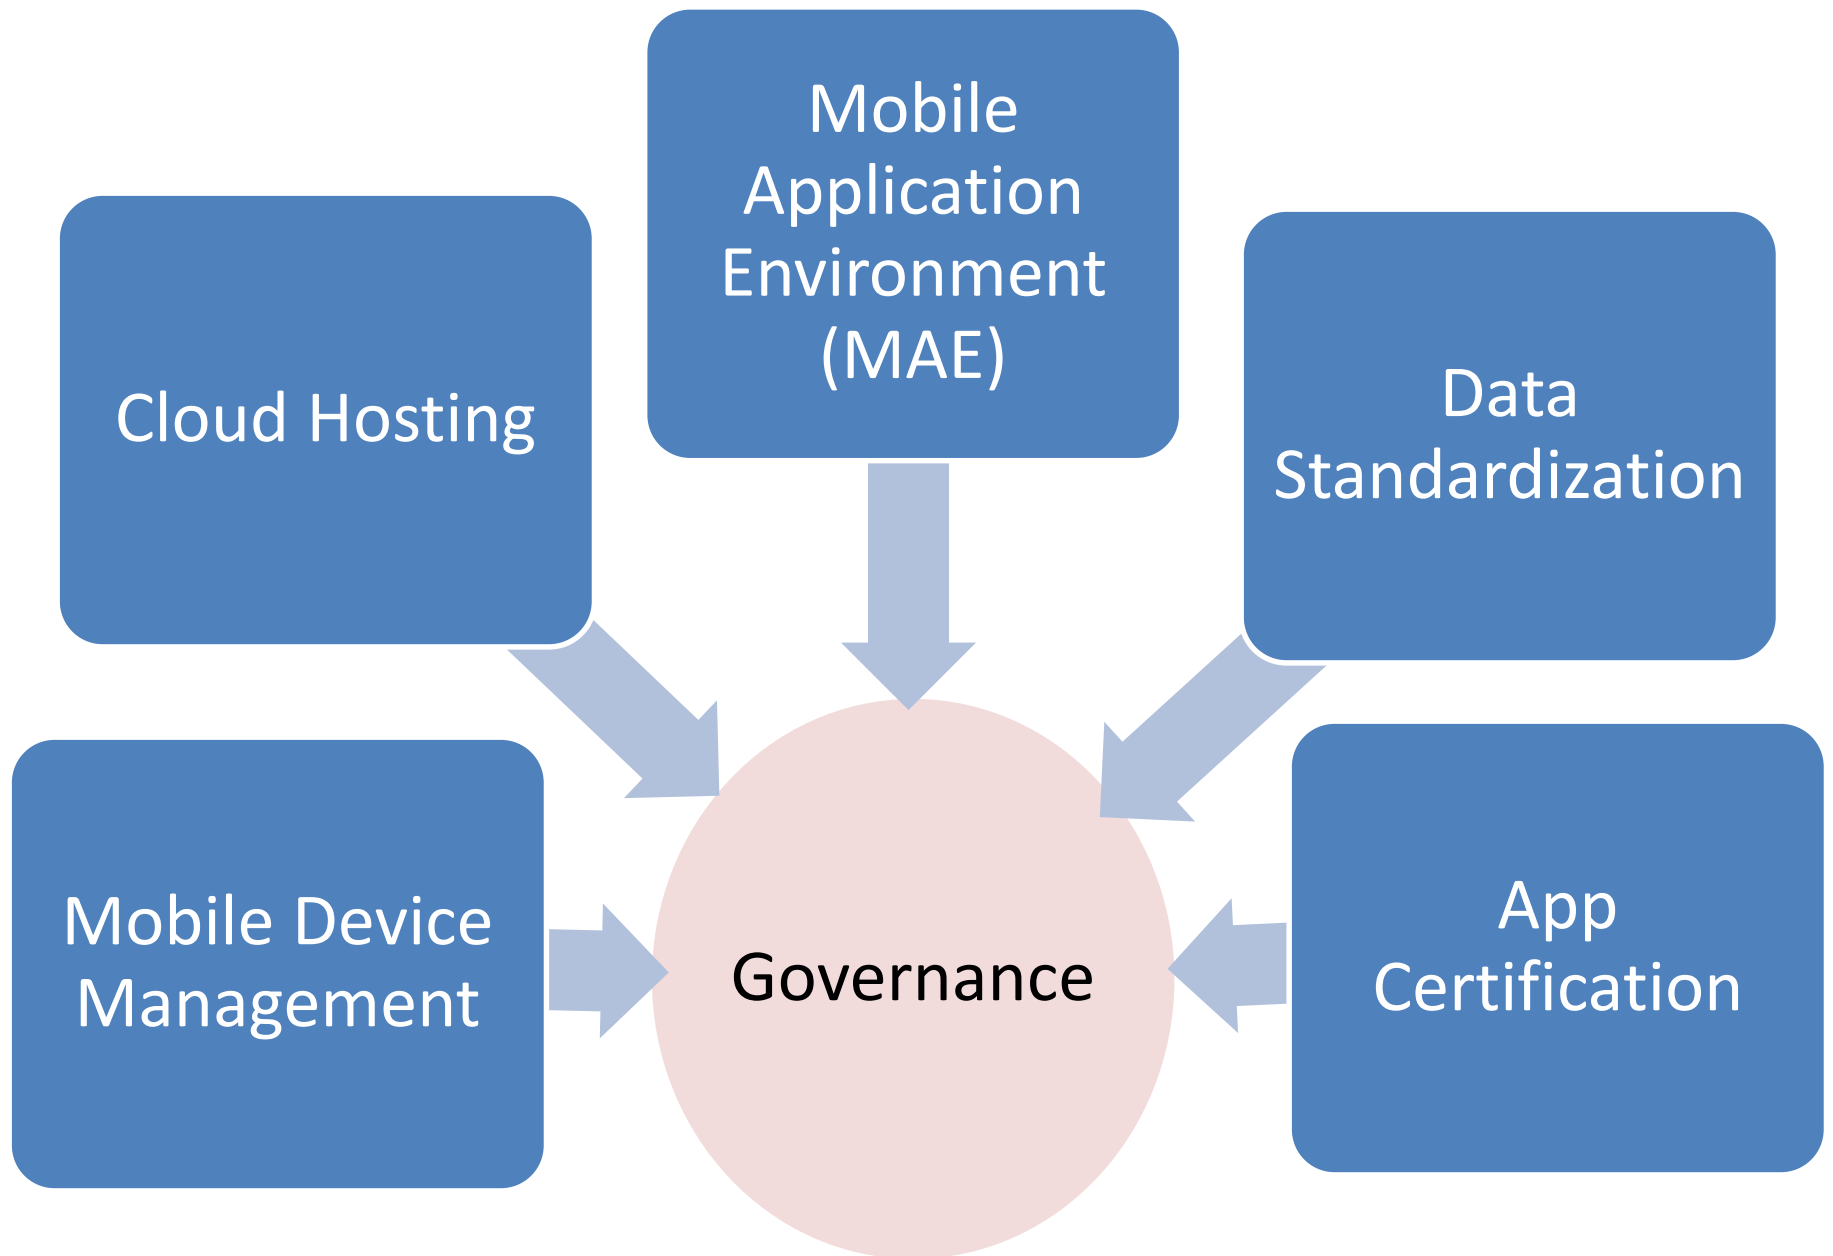 Mobile
Application
Environment
(MAE)
Cloud Hosting
Data
Standardization
Mobile Device
Management
Governance
App
Certification